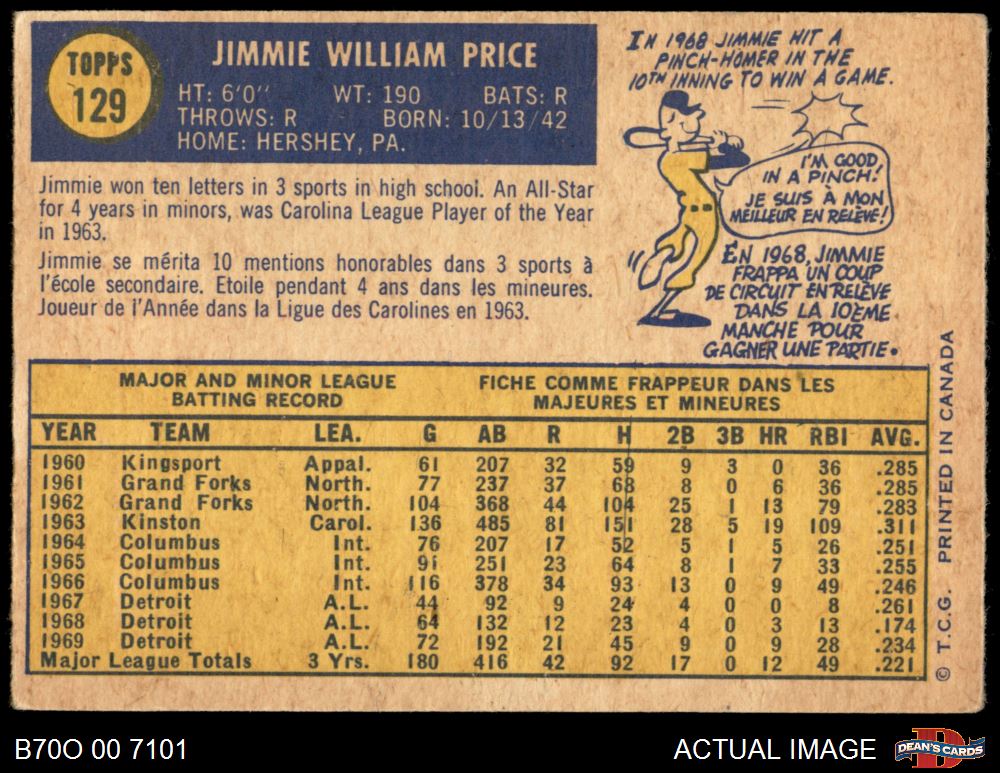 TOPPS
129
JIMMIE WILLIAM PRICE
HT: 6'0" WT: 190 BATS: R
THROWS: R BORN: 10/13/42
HOME: HERSHEY, PA.
Jimmie won ten letters in 3 sports in high school. An All-Star
for 4 years in minors, was Carolina League Player of the Year
in 1963.
Jimmie se mérita 10 mentions honorables dans 3 sports à
l'école secondaire. Etoile pendant 4 ans dans les mineures.
Joueur de l'Année dans la Ligue des Carolines en 1963.
IN 1968 JIMMIE HIT A
PINCH-HOMER IN THE
10TH INNING TO WIN A GAME.
I'M GOOD
IN A PINCH!
JE SUIS À MON
MEILLEUR EN RELÈVE!
EN 1968, JIMMIE
FRAPPA UN COUP
DE CIRCUIT EN RELÈVE
DANS LA 10EME
MANCHE POUR
GAGNER UNE PARTIE.
MAJOR AND MINOR LEAGUE
BATTING RECORD
FICHE COMME FRAPPEUR DANS LES
MAJEURES ET MINEURES
YEAR TEAM LEA. G AB R H 2B 3B HR RBI AVG.
1960 Kingsport Appal. 61 207 32 59 9 3 0 36 .285
1961 Grand Forks North. 77 237 37 68 8 0 6 36 .285
1962 Grand Forks North. 104 368 44 104 25 1 13 79 .283
1963 Kinston Carol. 136 485 81 151 28 5 19 109 .311
1964 Columbus Int. 76 207 17 52 5 1 5 26 .251
1965 Columbus Int. 91 251 23 64 8 1 7 33 .255
1966 Columbus Int. 116 378 34 93 13 0 9 49 .246
1967 Detroit A.L. 44 92 9 24 4 0 0 8 .261
1968 Detroit A.L. 64 132 12 23 4 0 3 13 .174
1969 Detroit A.L. 72 192 21 45 9 0 9 28 .234
Major League Totals 3 Yrs. 180 416 42 92 17 0 12 49 .221
© T.C.G. PRINTED IN CANADA
B70O 00 7101
ACTUAL IMAGE
DEAN'S CARDS